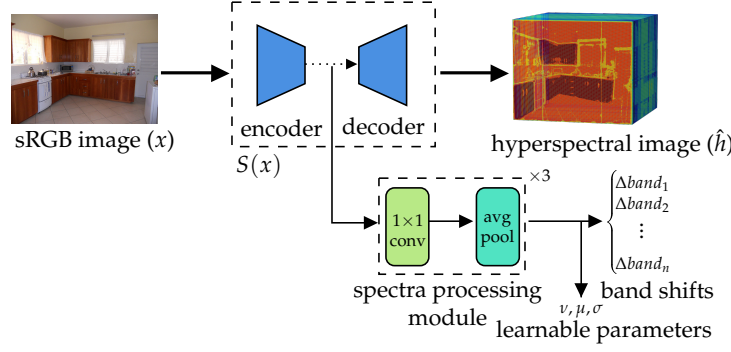 sRGB image (x)
encoder
decoder
S(x)
hyperspectral image (ĥ)
×3
1×1
conv
avg
pool
spectra processing
module
Δband₁
Δband₂
⋮
Δbandₙ
band shifts
ν, μ, σ
learnable parameters